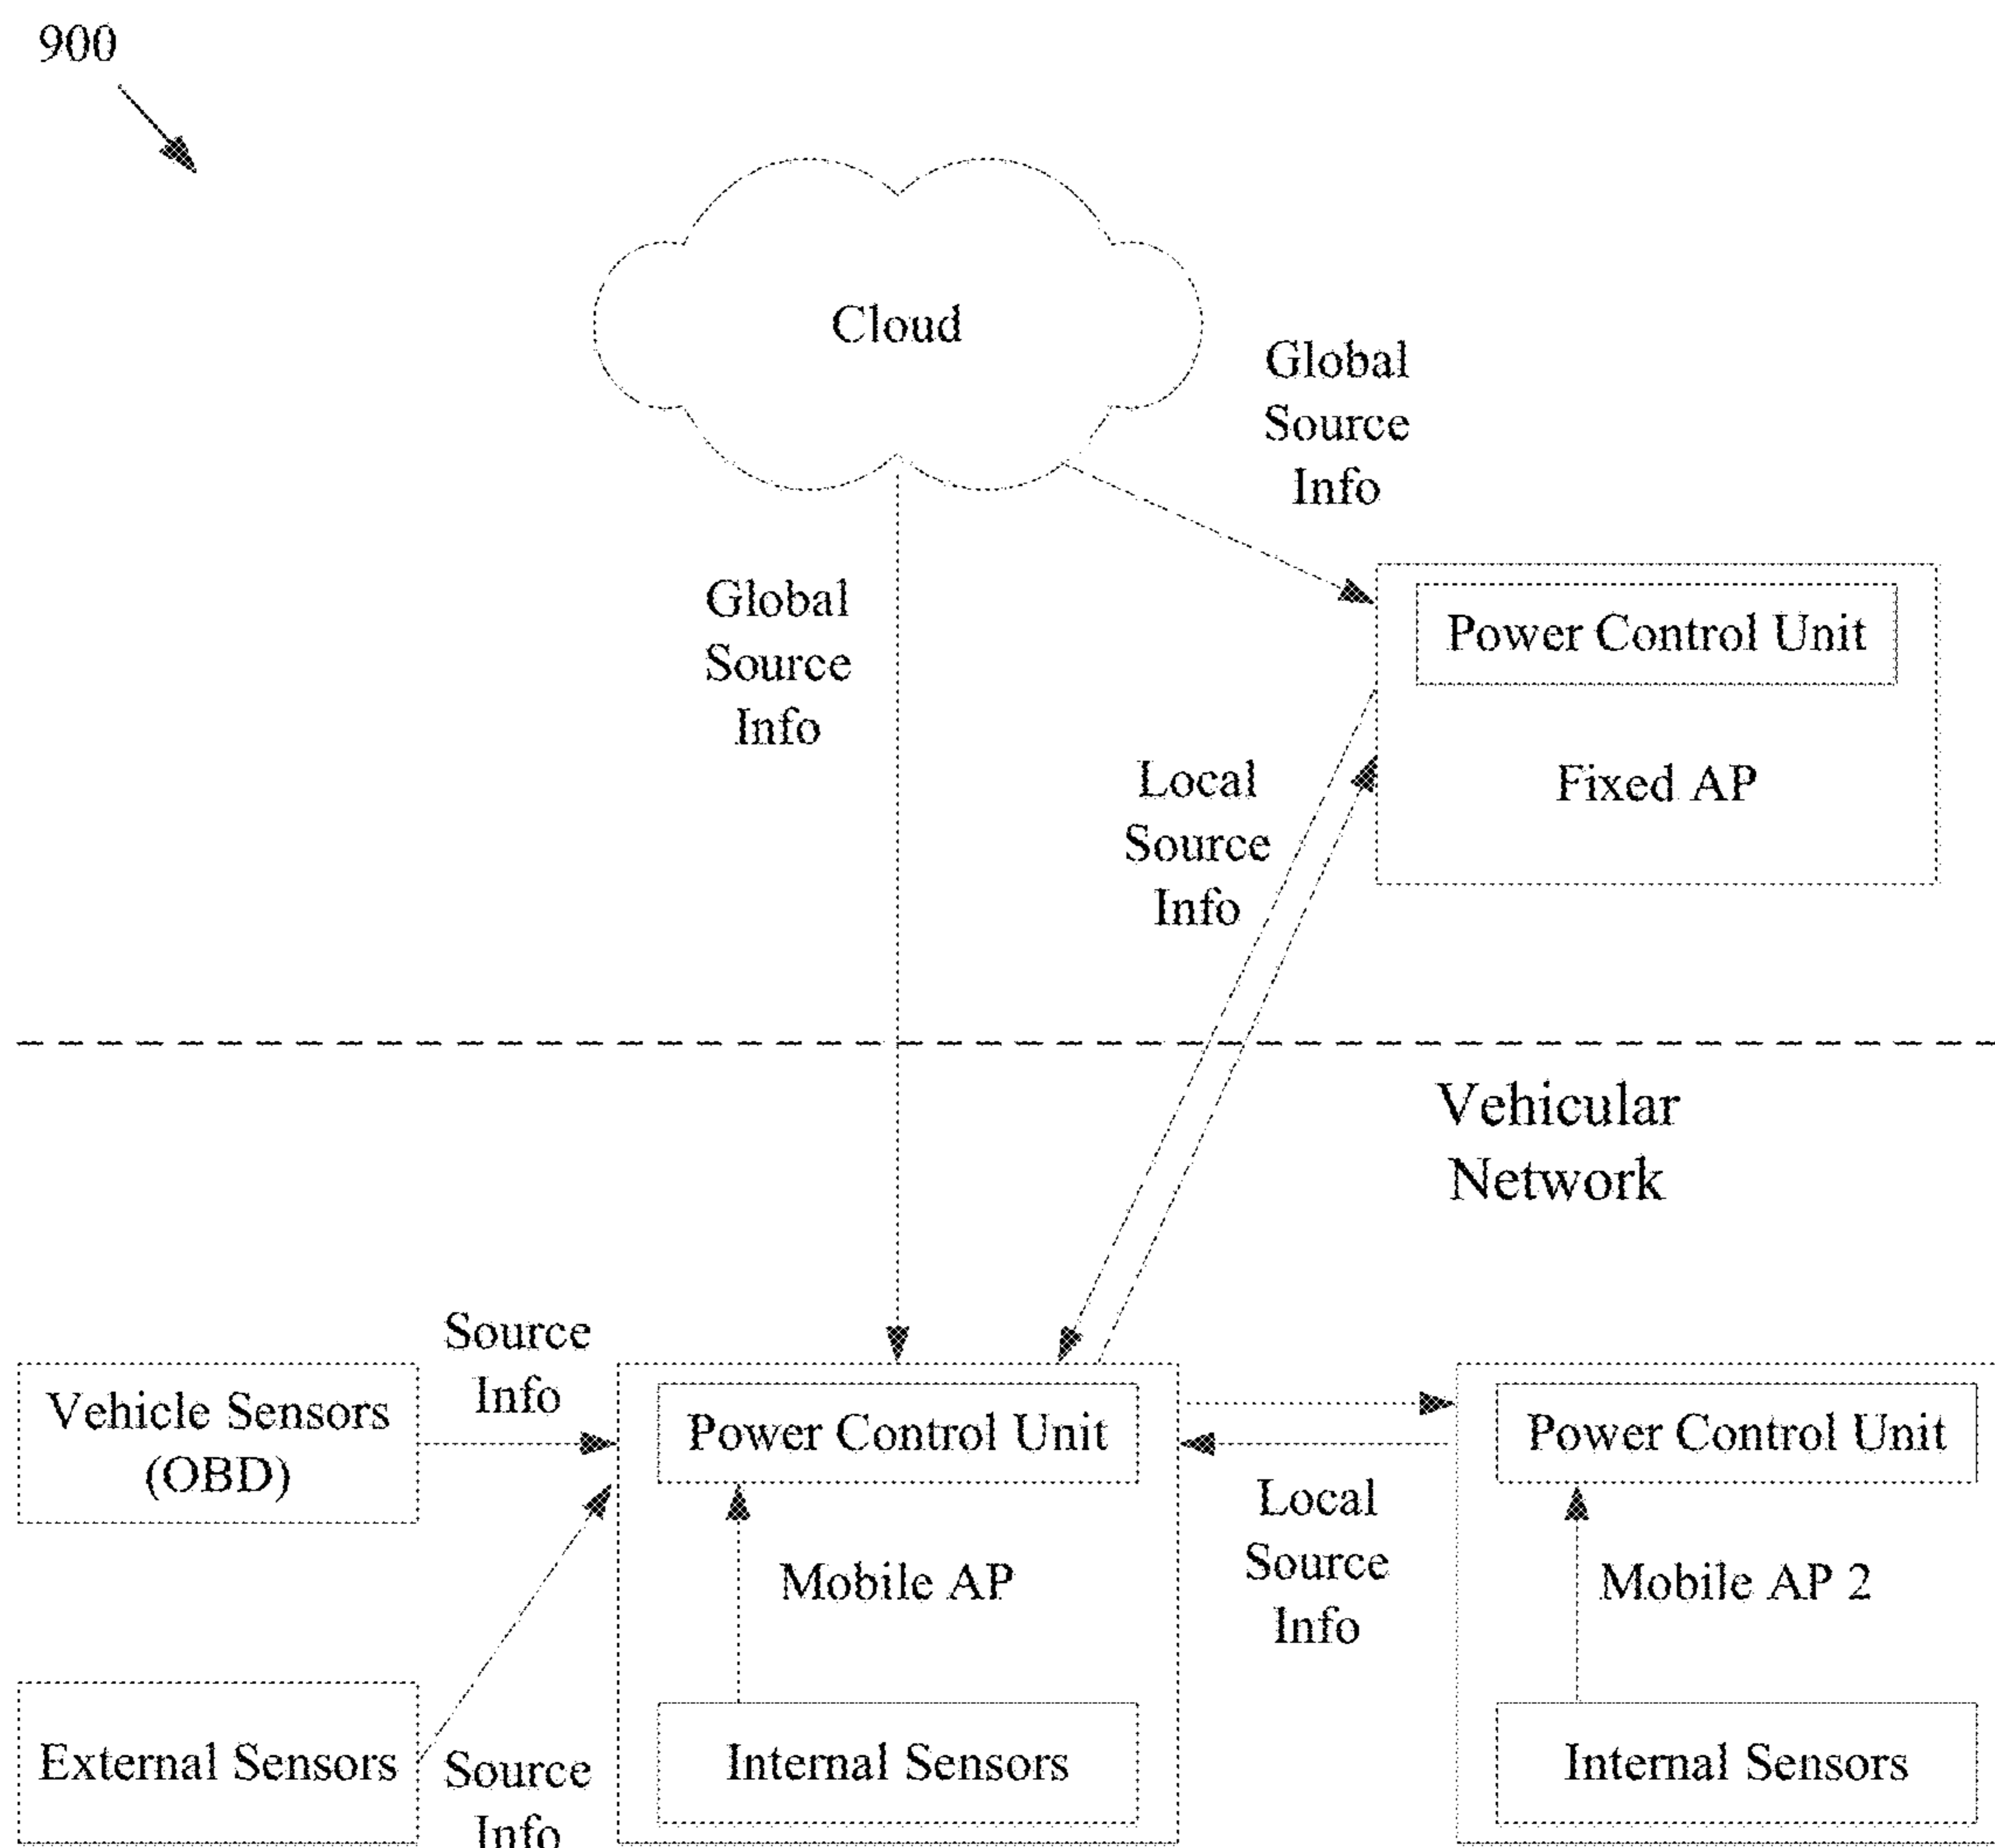 900
Cloud
Global
Source
Info
Global
Source
Info
Power Control Unit
Fixed AP
Local
Source
Info
Vehicular
Network
Source
Info
Vehicle Sensors
(OBD)
Power Control Unit
Power Control Unit
Local
Source
Info
Mobile AP
Mobile AP 2
External Sensors
Source
Info
Internal Sensors
Internal Sensors